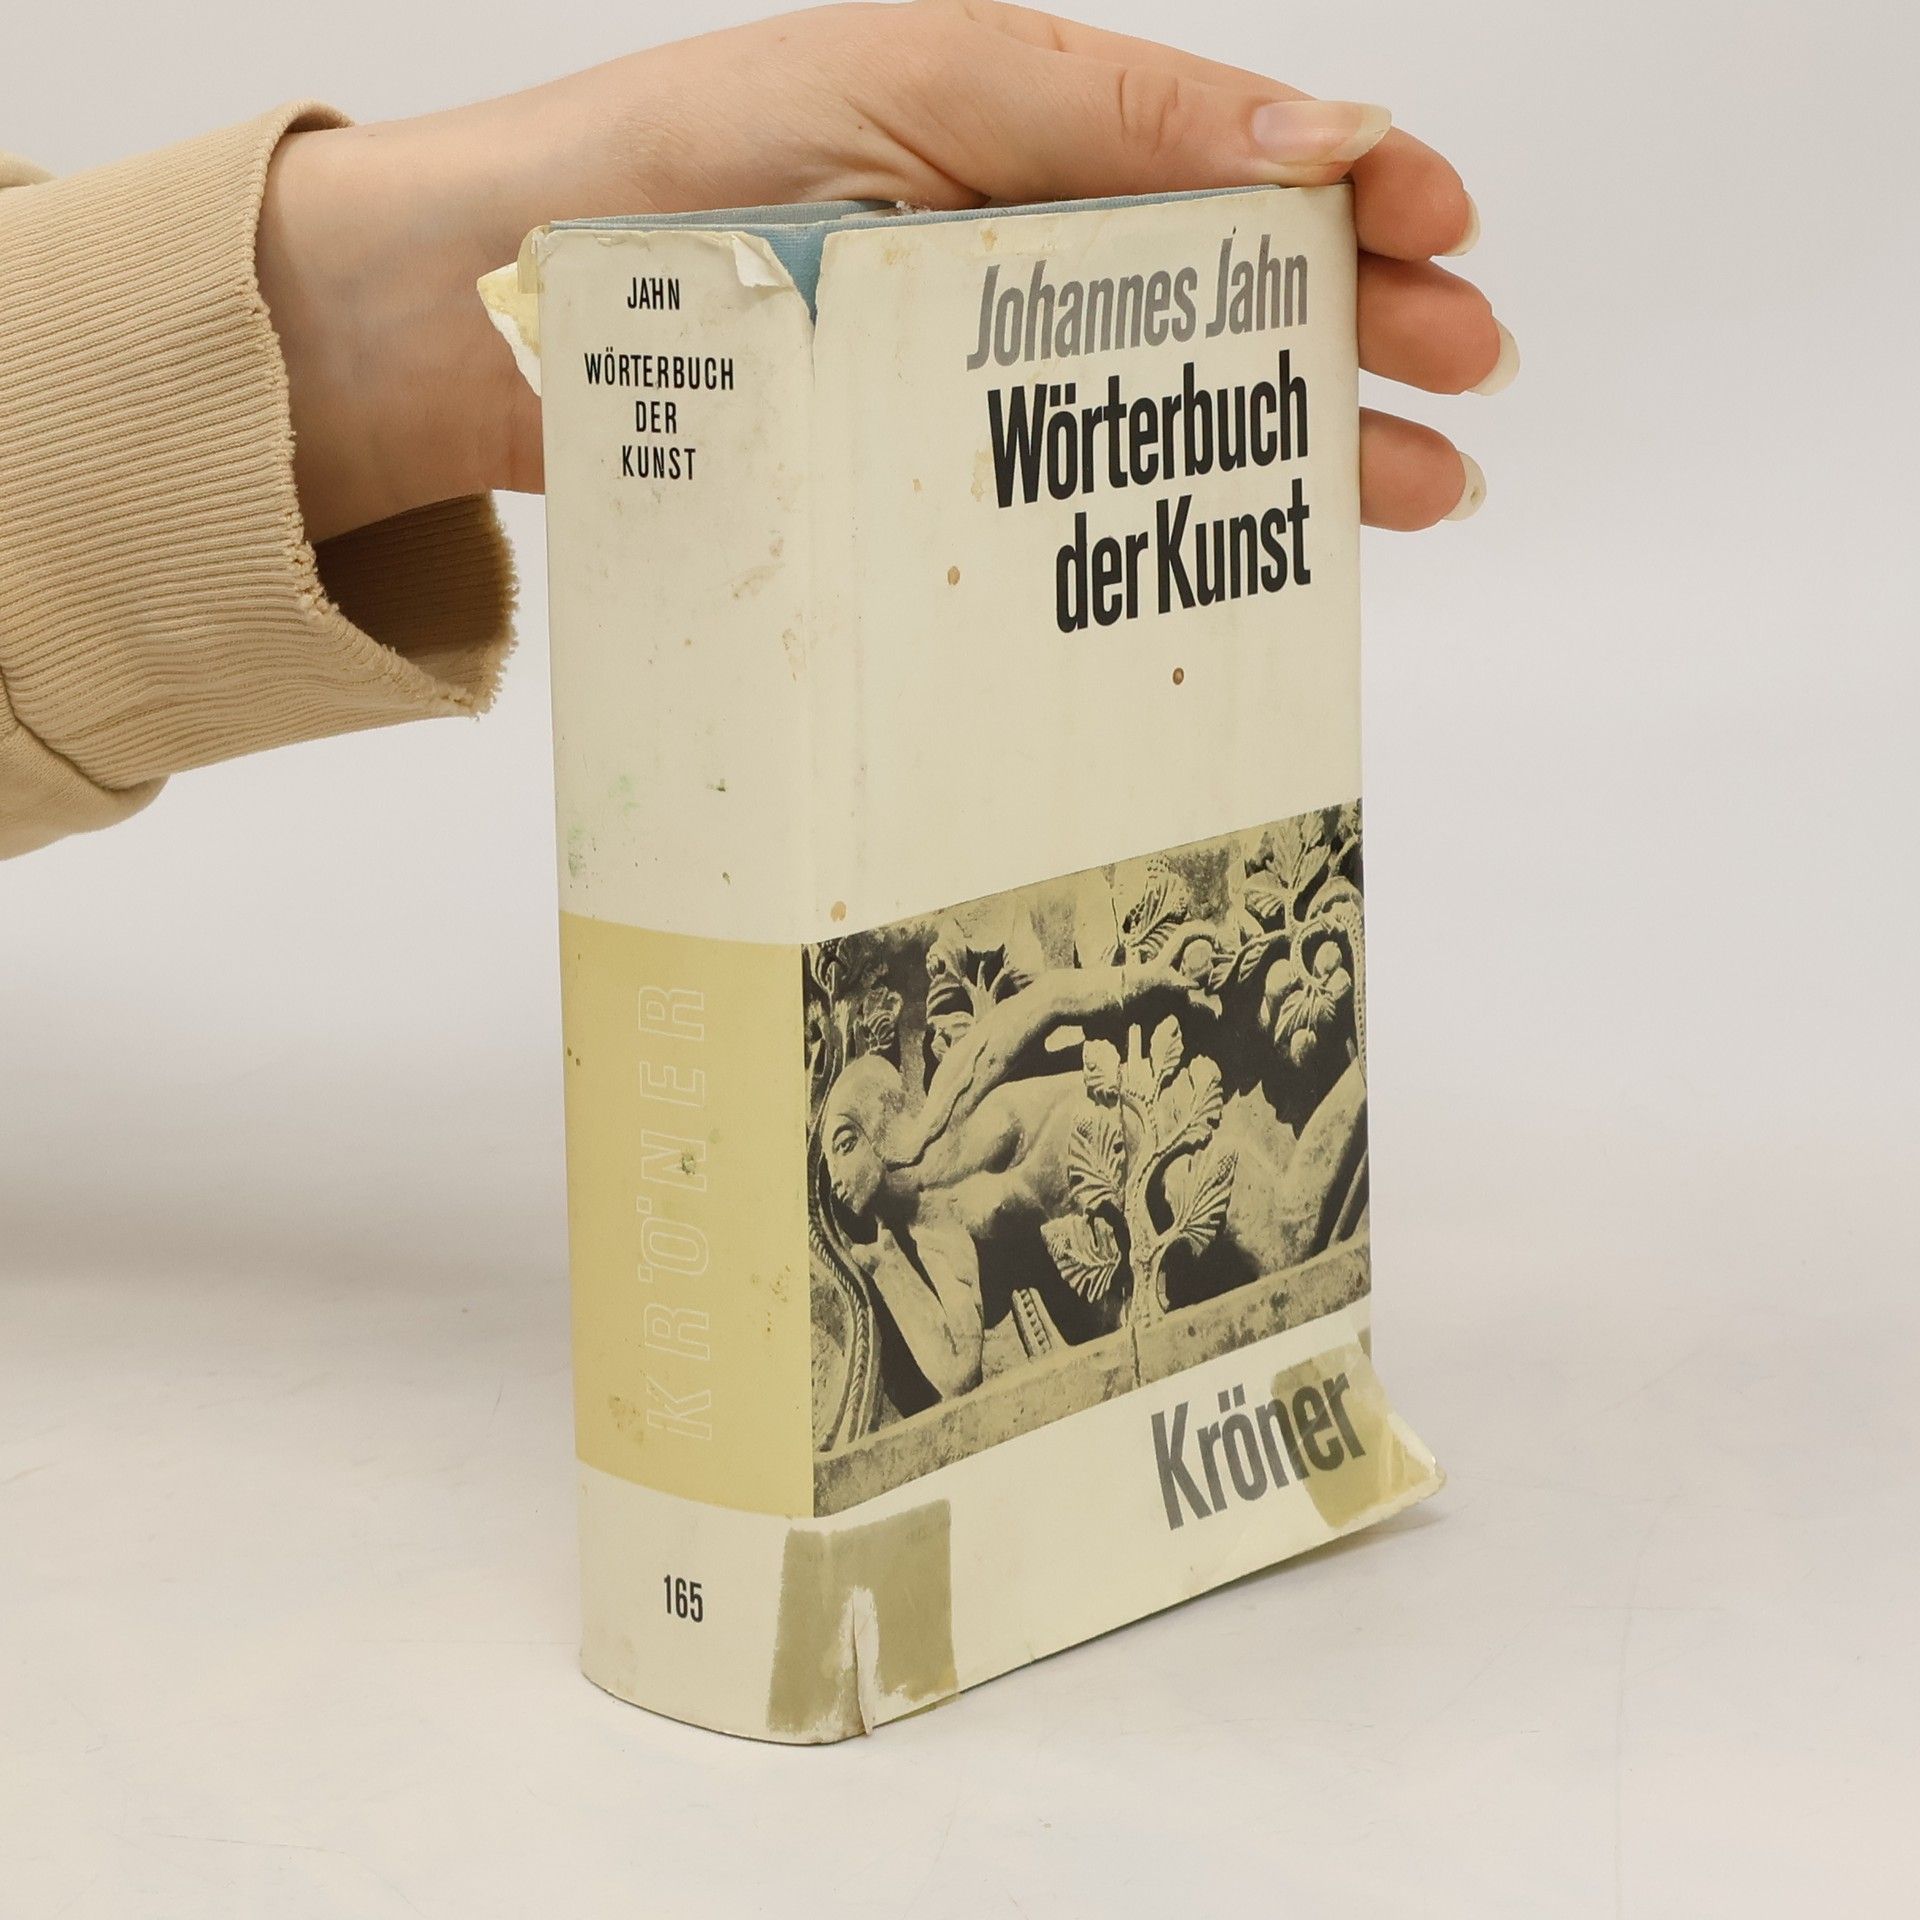 JAHN
WÖRTERBUCH
DER
KUNST
KRÖNER
165
Johannes Jahn
Wörterbuch
der Kunst
Kröner